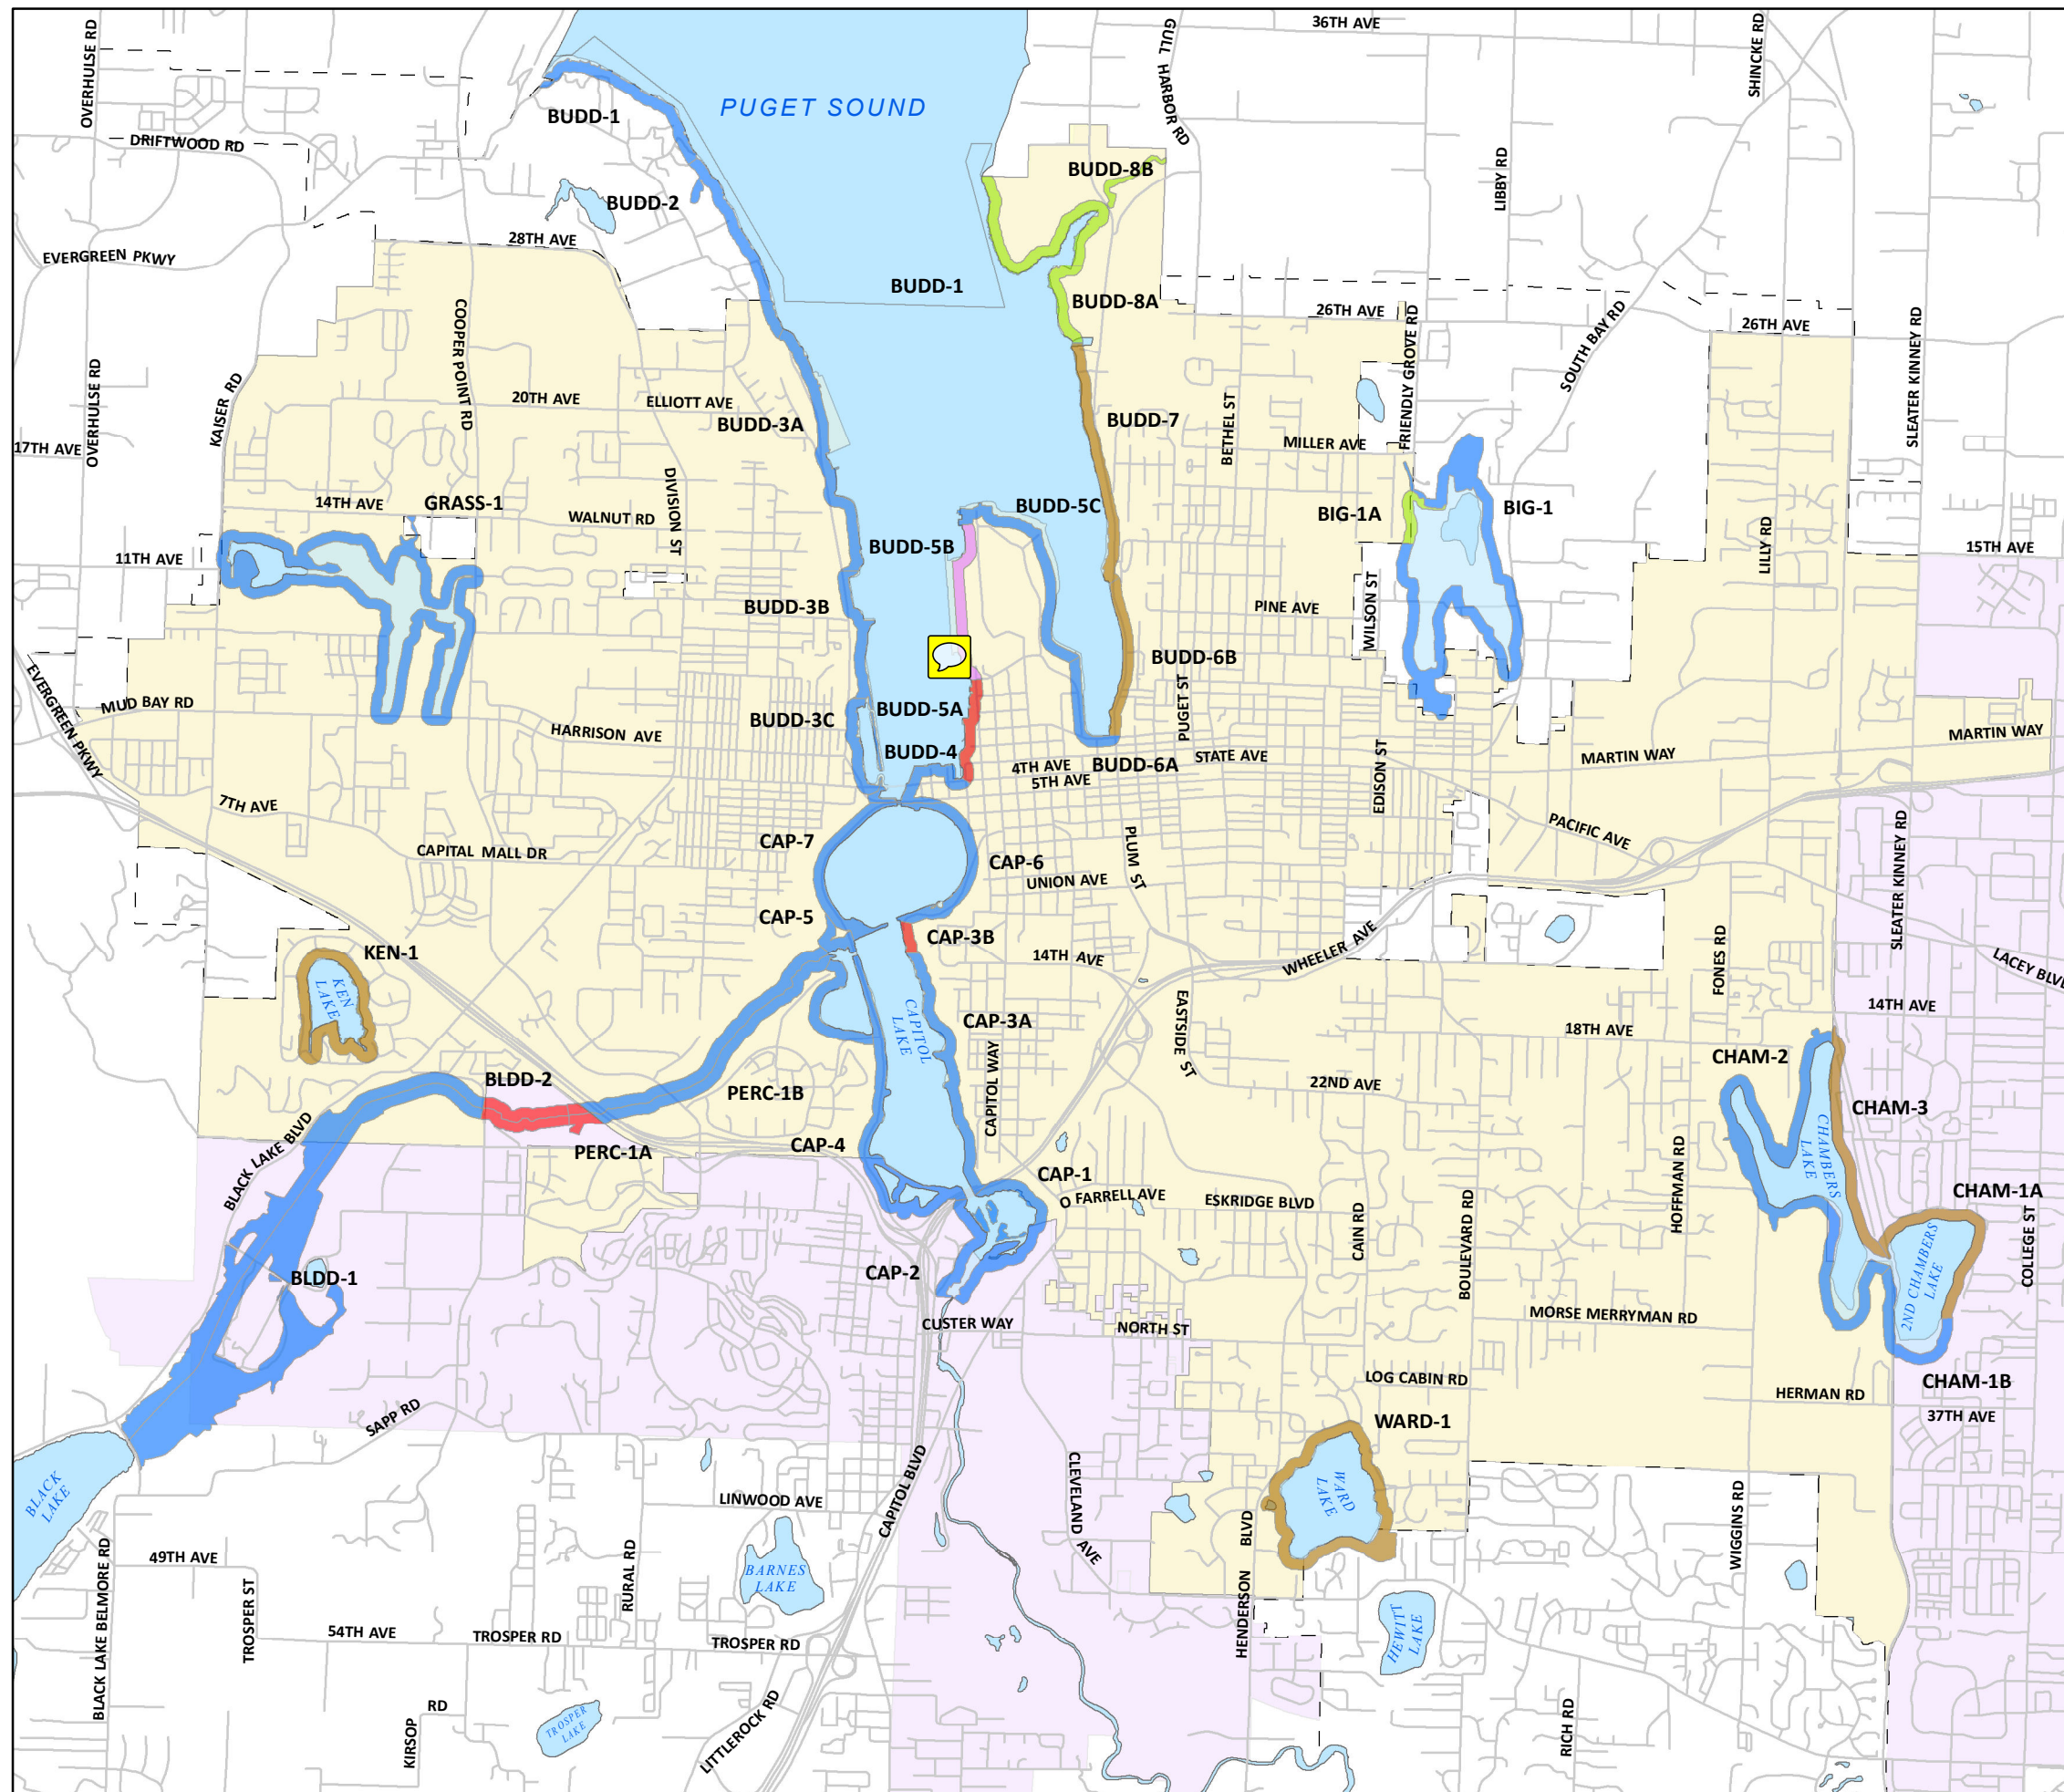 36TH AVE
OVERHULSE RD
GULL HARBOR RD
SHINCKE RD
PUGET SOUND
BUDD-1
DRIFTWOOD RD
BUDD-8B
LIBBY RD
BUDD-2
28TH AVE
EVERGREEN PKWY
BUDD-1
BUDD-8A
26TH AVE
26TH AVE
COOPER POINT RD
FRIENDLY GROVE RD
SOUTH BAY RD
SLEATER KINNEY RD
OVERHULSE RD
KAISER RD
20TH AVE
ELLIOTT AVE
BUDD-3A
BUDD-7
BETHEL ST
MILLER AVE
17TH AVE
14TH AVE
GRASS-1
WALNUT RD
DIVISION ST
BUDD-5C
BIG-1A
BIG-1
LILLY RD
11TH AVE
BUDD-5B
15TH AVE
BUDD-3B
PINE AVE
WILSON ST
BUDD-6B
EVERGREEN PKWY
MUD BAY RD
PUGET ST
BUDD-3C
BUDD-5A
HARRISON AVE
BUDD-4
4TH AVE
BUDD-6A
STATE AVE
5TH AVE
EDISON ST
MARTIN WAY
MARTIN WAY
7TH AVE
PACIFIC AVE
CAP-7
CAPITAL MALL DR
CAP-6
PLUM ST
UNION AVE
SLEATER KINNEY RD
CAP-5
CAP-3B
KEN-1
14TH AVE
WHEELER AVE
FONES RD
LACEY BLVD
KEN
LAKE
CAPITOL
LAKE
CAP-3A
EASTSIDE ST
18TH AVE
14TH AVE
CHAM-2
BLDD-2
PERC-1B
CAPITOL WAY
22ND AVE
CHAM-3
BLACK LAKE BLVD
PERC-1A
CAP-4
HOFFMAN RD
CHAMBERS
LAKE
CAP-1
O FARRELL AVE
ESKRIDGE BLVD
CAIN RD
BOULEVARD RD
CHAM-1A
COLLEGE ST
BLDD-1
CAP-2
2ND CHAMBERS
LAKE
CUSTER WAY
NORTH ST
MORSE MERRYMAN RD
LOG CABIN RD
HERMAN RD
CHAM-1B
SAPP RD
37TH AVE
WARD-1
BLACK
LAKE
CAPITOL BLVD
CLEVELAND AVE
WARD
LAKE
LINWOOD AVE
HENDERSON BLVD
WIGGINS RD
49TH AVE
BLACK LAKE BELMORE RD
TROSPER ST
RURAL RD
BARNES
LAKE
54TH AVE
TROSPER RD
TROSPER RD
HEWITT
LAKE
KIRSOP RD
TROSPER
LAKE
LITTLEROCK RD
RICH RD